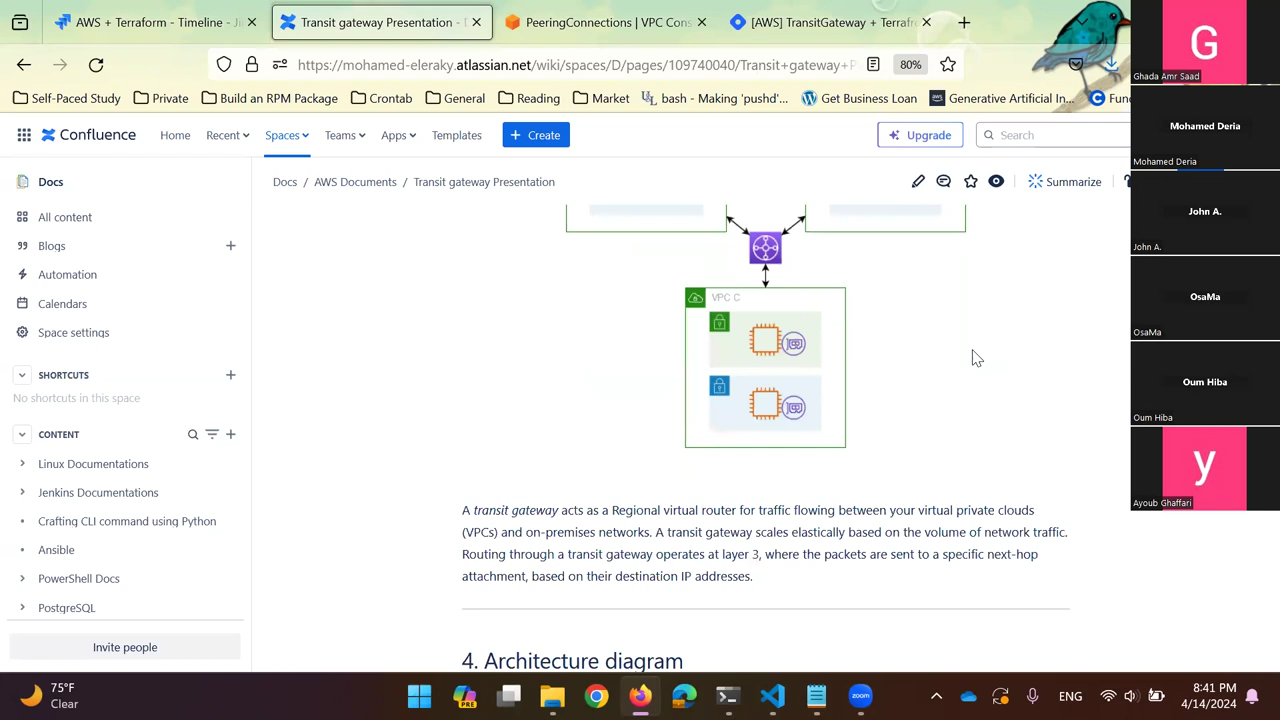 AWS + Terraform - Timeline - Ji
Transit gateway Presentation - D
PeeringConnections | VPC Cons
[AWS] TransitGateway + Terrafr
https://mohamed-eleraky.atlassian.net/wiki/spaces/D/pages/109740040/Transit+gateway+P
80%
Self-Paced Study
Private
Build an RPM Package
Crontab
General
Reading
Market
bash - Making 'pushd'...
Get Business Loan
Generative Artificial In...
Fun
Confluence
Home
Recent
Spaces
Teams
Apps
Templates
Create
Upgrade
Search
Docs
Docs / AWS Documents / Transit gateway Presentation
Summarize
All content
Blogs
Automation
Calendars
Space settings
SHORTCUTS
No shortcuts in this space
CONTENT
Linux Documentations
Jenkins Documentations
Crafting CLI command using Python
Ansible
PowerShell Docs
PostgreSQL
Invite people
VPC C
A transit gateway acts as a Regional virtual router for traffic flowing between your virtual private clouds
(VPCs) and on-premises networks. A transit gateway scales elastically based on the volume of network traffic.
Routing through a transit gateway operates at layer 3, where the packets are sent to a specific next-hop
attachment, based on their destination IP addresses.
4. Architecture diagram
G
Ghada Amr Saad
Mohamed Deria
Mohamed Deria
John A.
John A.
OsaMa
OsaMa
Oum Hiba
Oum Hiba
y
Ayoub Ghaffari
75°F
Clear
PRE
zoom
ENG
8:41 PM
4/14/2024